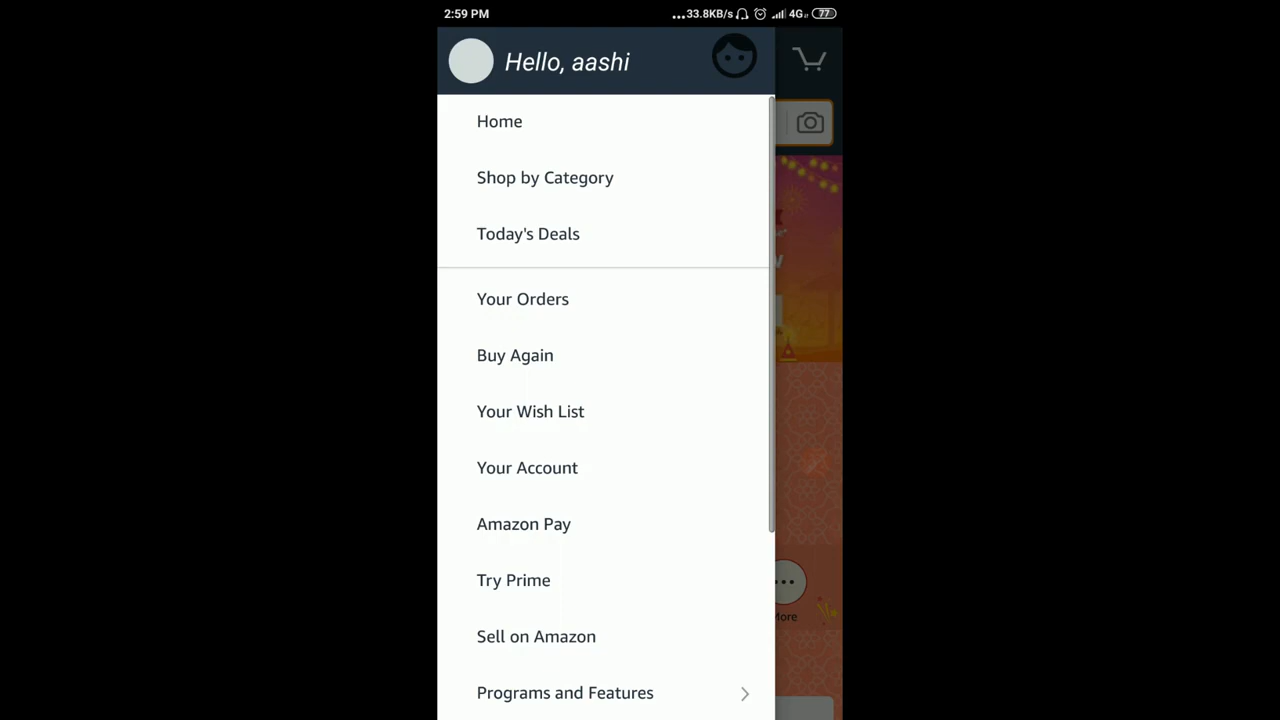 2:59 PM
...33.8KB/s 4G 77
Hello, aashi
Home
Shop by Category
Today's Deals
Your Orders
Buy Again
Your Wish List
Your Account
Amazon Pay
Try Prime
More
Sell on Amazon
Programs and Features